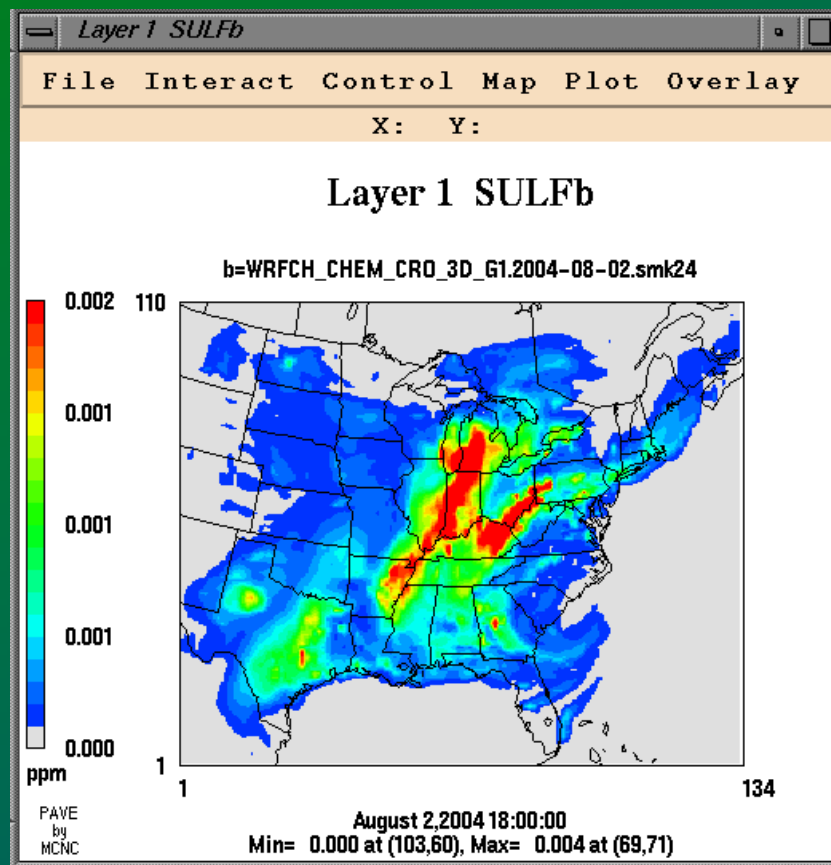 Layer 1 SULFb
File Interact Control Map Plot Overlay
X: Y:
Layer 1 SULFb
b=WRFCH_CHEM_CRO_3D_G1.2004-08-02.smk24
0.002
0.001
0.001
0.001
0.000
ppm
110
1
1
134
PAVE
by
MCNC
August 2,2004 18:00:00
Min= 0.000 at (103,60), Max= 0.004 at (69,71)